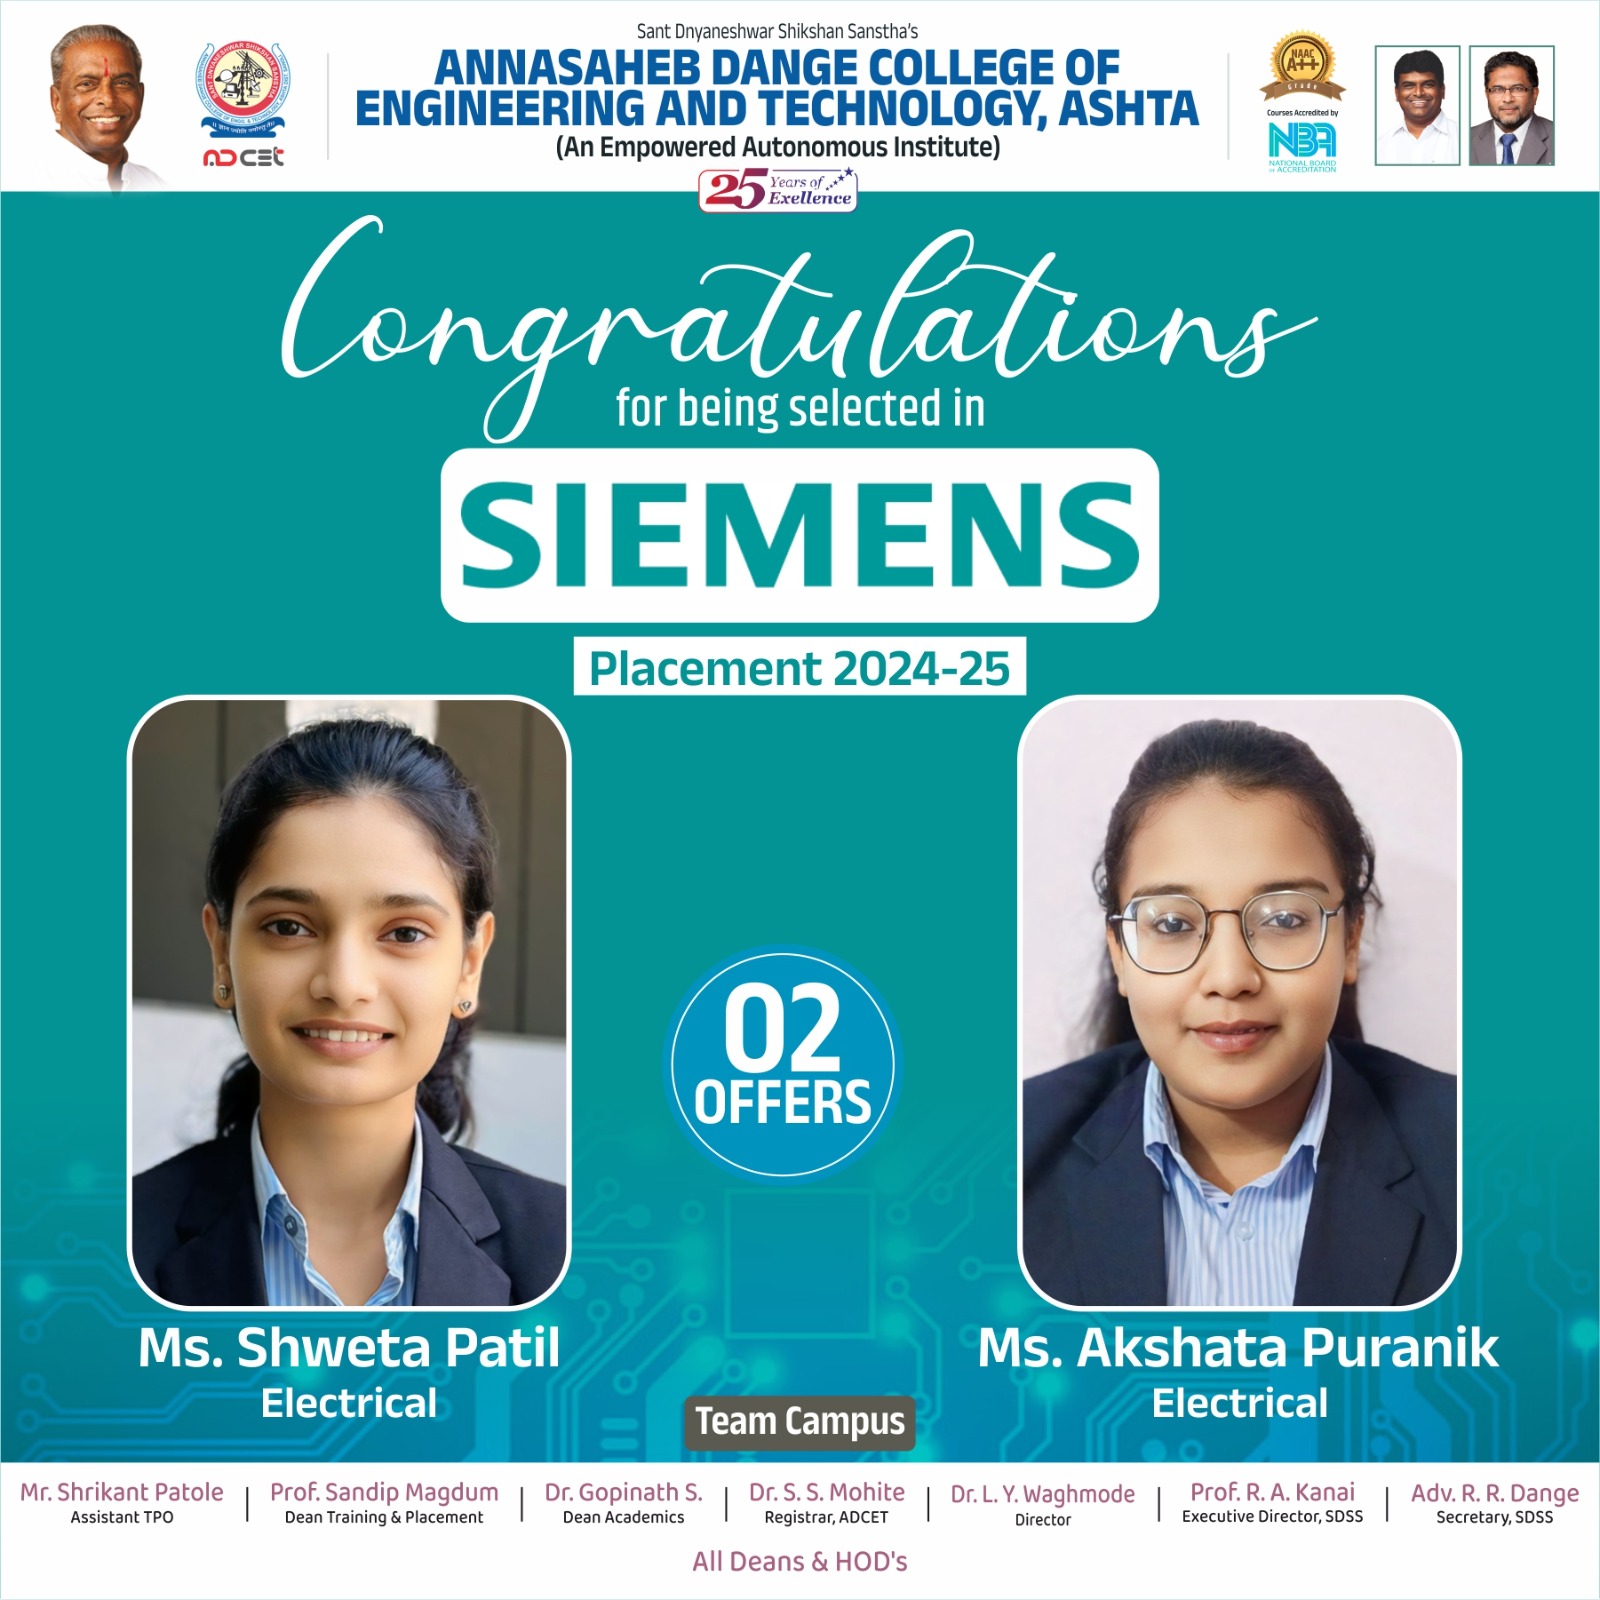 Sant Dnyaneshwar Shikshan Sanstha's
ANNASAHEB DANGE COLLEGE OF
ENGINEERING AND TECHNOLOGY, ASHTA
(An Empowered Autonomous Institute)
ADCET
NAAC
A++
GRADE
Courses Accredited by
NBA
NATIONAL BOARD
OF ACCREDITATION
25 Years of
Exellence
Congratulations
for being selected in
SIEMENS
Placement 2024-25
02
OFFERS
Ms. Shweta Patil
Electrical
Ms. Akshata Puranik
Electrical
Team Campus
Mr. Shrikant Patole
Assistant TPO
Prof. Sandip Magdum
Dean Training & Placement
Dr. Gopinath S.
Dean Academics
Dr. S. S. Mohite
Registrar, ADCET
Dr. L. Y. Waghmode
Director
Prof. R. A. Kanai
Executive Director, SDSS
Adv. R. R. Dange
Secretary, SDSS
All Deans & HOD's